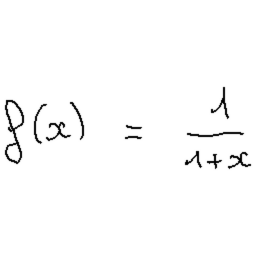 f(x) = 1/(1+x)